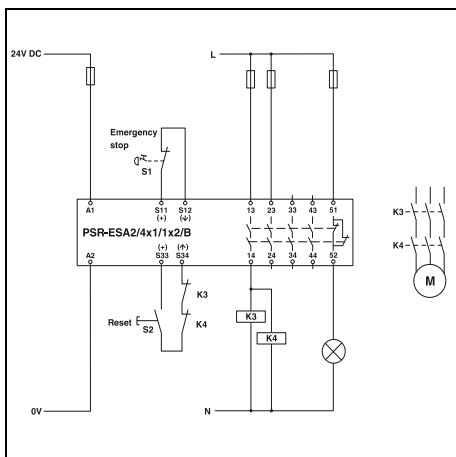 24V DC
L
Emergency
stop
S1
A1
S11
(+)
S12
(↓)
13
23
33
43
51
PSR-ESA2/4x1/1x2/B
A2
(+)
S33
(↑)
S34
14
24
34
44
52
K3
K4
M
K3
Reset
S2
K4
K3
K4
0V
N